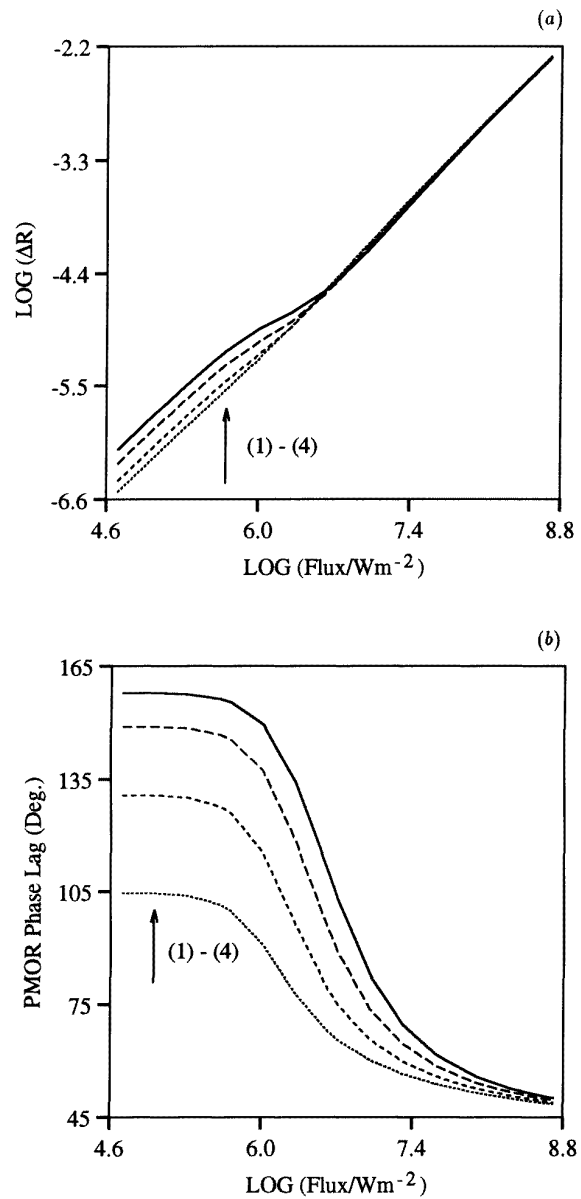 (a)
-2.2
-3.3
-4.4
-5.5
-6.6
LOG (ΔR)
(1) - (4)
4.6 6.0 7.4 8.8
LOG (Flux/Wm-2)
(b)
165
135
105
75
45
PMOR Phase Lag (Deg.)
(1) - (4)
4.6 6.0 7.4 8.8
LOG (Flux/Wm-2)